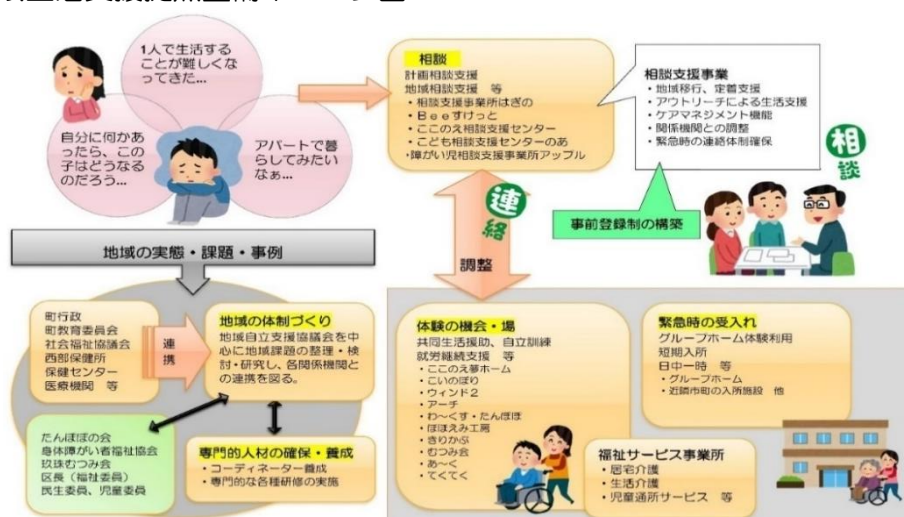 1人で生活する
ことが難しくな
ってきた...
自分に何かあ
ったら、この
子はどうなる
のだろう...
アパートで暮
らしてみたい
なぁ...
相談
計画相談支援
地域相談支援 等
・相談支援事業所はぎの
・Beeすけっと
・ここのえ相談支援センター
・こども相談支援センターのあ
・障がい児相談支援事業所アップル
相談支援事業
・地域移行、定着支援
・アウトリーチによる生活支援
・ケアマネジメント機能
・関係機関との調整
・緊急時の連絡体制確保
相談
事前登録制の構築
連絡
調整
地域の実態・課題・事例
町行政
町教育委員会
社会福祉協議会
西部保健所
保健センター
医療機関 等
連携
地域の体制づくり
地域自立支援協議会を中
心に地域課題の整理・検
討・研究し、各関係機関と
の連携を図る。
たんぽぽの会
身体障がい者福祉協会
玖珠むつみ会
区長(福祉委員)
民生委員、児童委員
専門的人材の確保・養成
・コーディネーター養成
・専門的な各種研修の実施
体験の機会・場
共同生活援助、自立訓練
就労継続支援 等
・ここのえ夢ホーム
・こいのぼり
・ウィンド2
・アーチ
・わ～くす・たんぽぽ
・ほほえみ工房
・きりかぶ
・むつみ会
・あ～く
・てくてく
緊急時の受入れ
グループホーム体験利用
短期入所
日中一時 等
・グループホーム
・近隣市町の入所施設 他
福祉サービス事業所
・居宅介護
・生活介護
・児童通所サービス 等